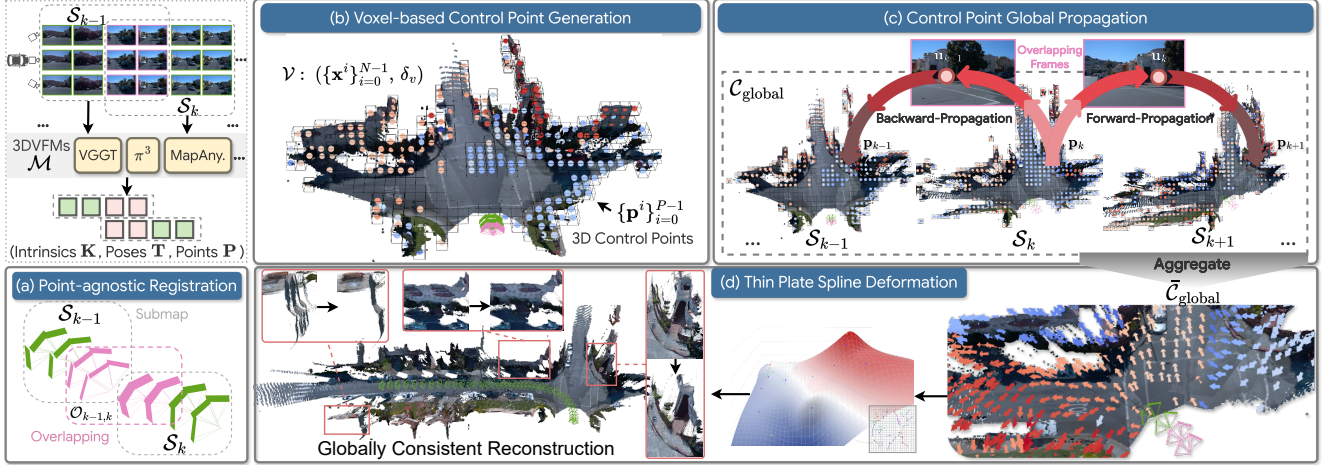 S_{k-1}
S_k
...
...
...
3DVFMs
M
VGGT
π^3
MapAny.
...
(Intrinsics K, Poses T, Points P)
(a) Point-agnostic Registration
S_{k-1}
Submap
O_{k-1,k}
Overlapping
S_k
(b) Voxel-based Control Point Generation
V : ({x^i}_{i=0}^{N-1}, δ_v)
{p^i}_{i=0}^{P-1}
3D Control Points
(c) Control Point Global Propagation
Overlapping
Frames
u_k
C_global
Backward-Propagation
Forward-Propagation
p_{k-1}
p_k
p_{k+1}
...
S_{k-1}
S_k
S_{k+1}
...
Aggregate
C̄_global
(d) Thin Plate Spline Deformation
Globally Consistent Reconstruction